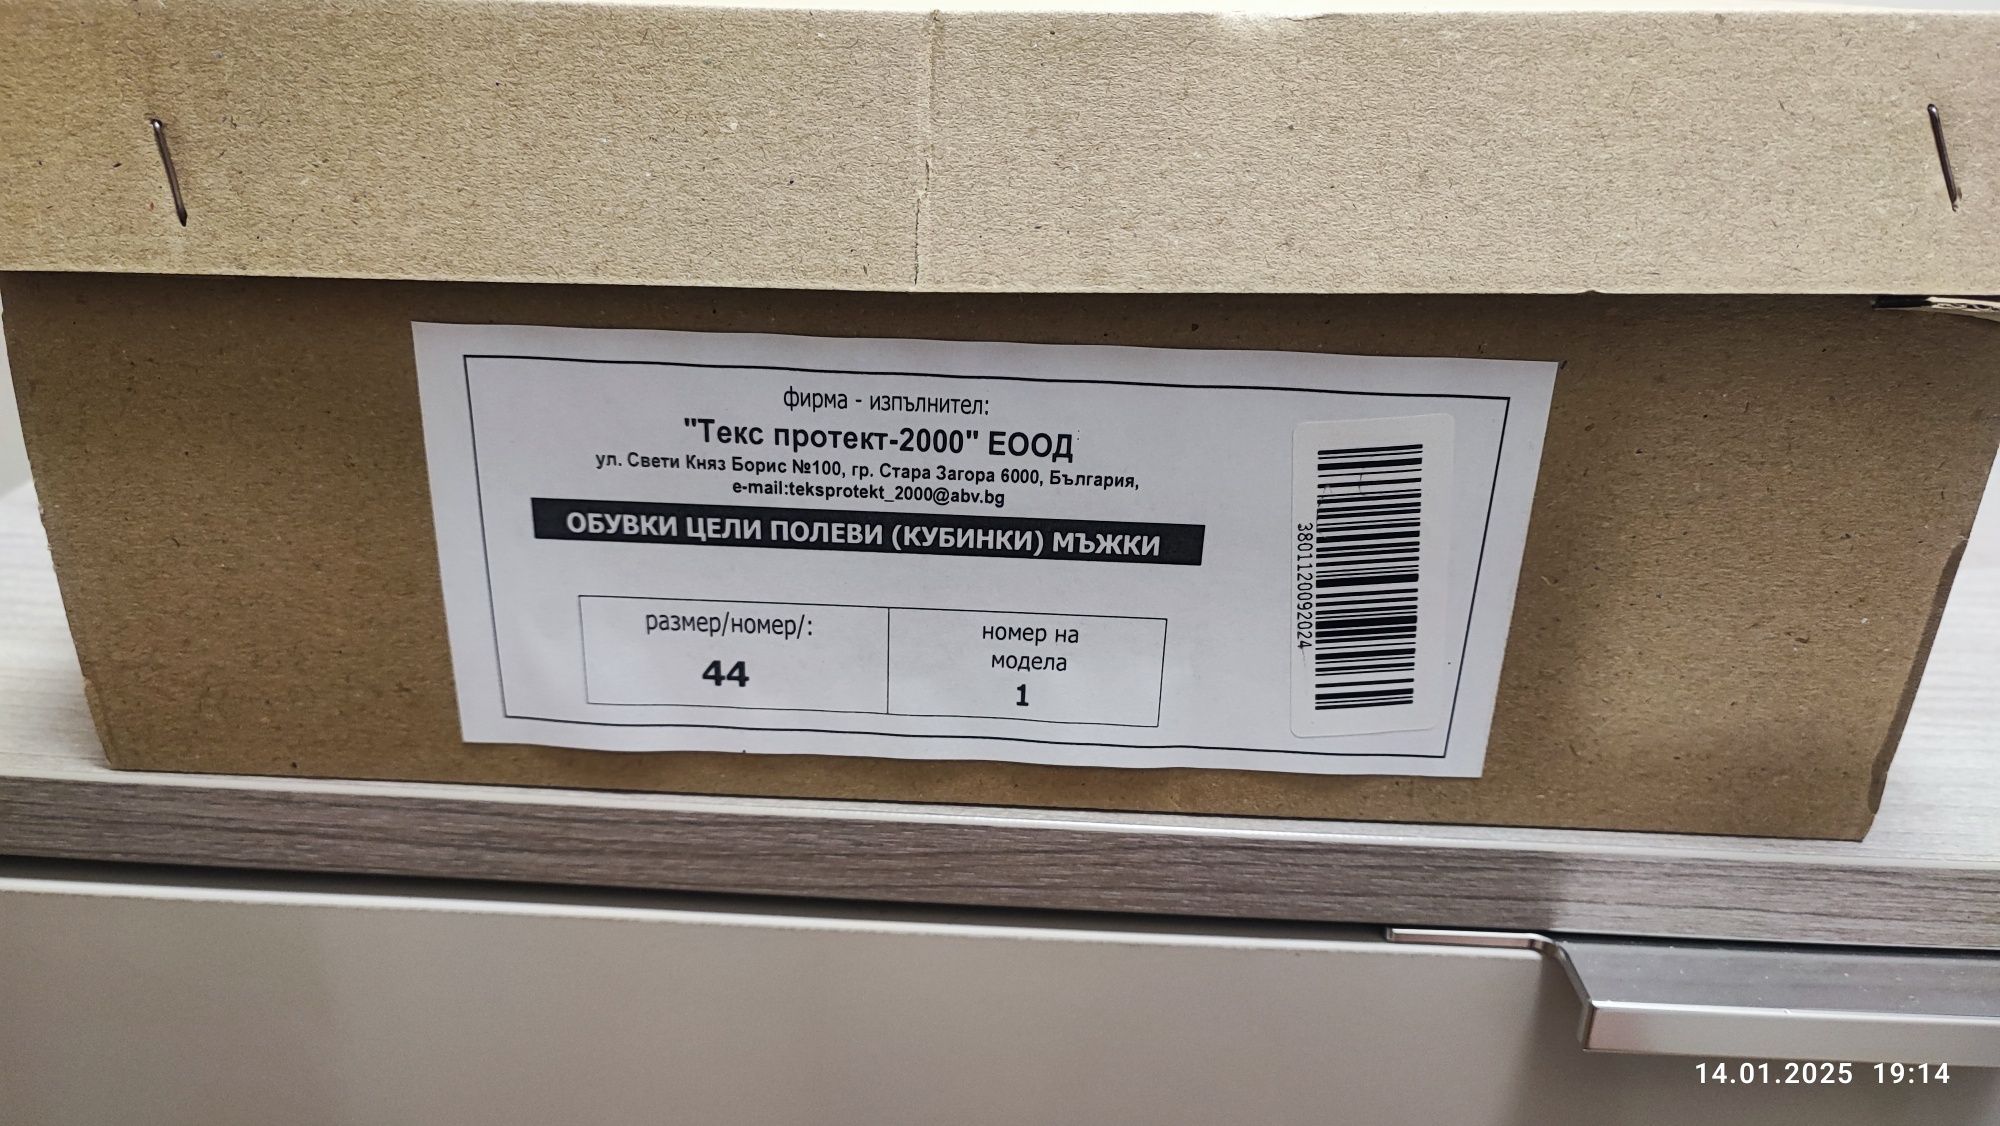 фирма - изпълнител:
"Текс протект-2000" ЕООД
ул. Свети Княз Борис №100, гр. Стара Загора 6000, България,
e-mail:teksprotekt_2000@abv.bg
ОБУВКИ ЦЕЛИ ПОЛЕВИ (КУБИНКИ) МЪЖКИ
размер/номер/:
44
номер на
модела
1
3801120092024
14.01.2025 19:14